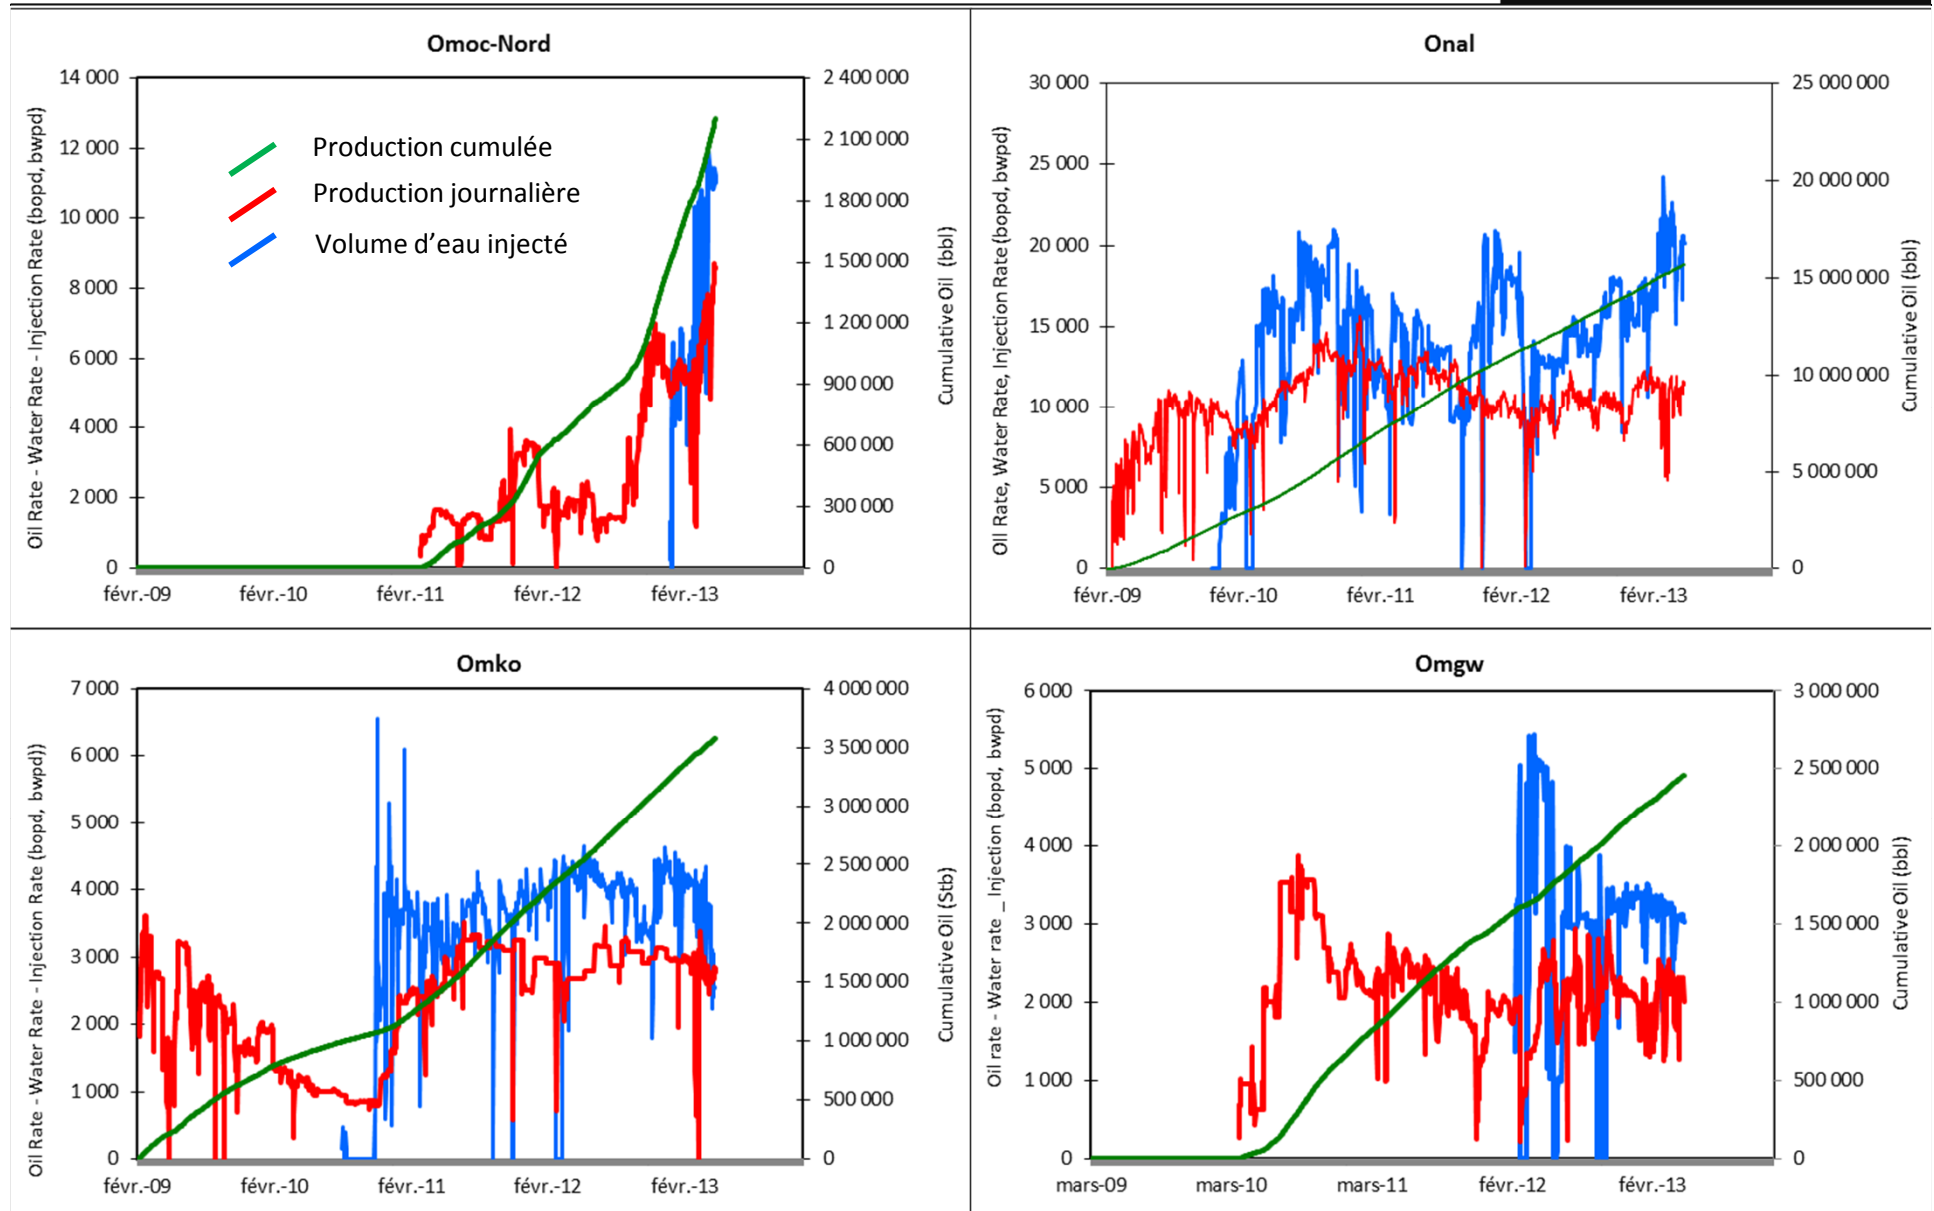 Omoc-Nord
14 000
12 000
10 000
8 000
6 000
4 000
2 000
0
Oil Rate - Water Rate - Injection Rate (bopd, bwpd)
Production cumulée
Production journalière
Volume d'eau injecté
2 400 000
2 100 000
1 800 000
1 500 000
1 200 000
900 000
600 000
300 000
0
Cumulative Oil (bbl)
févr.-09 févr.-10 févr.-11 févr.-12 févr.-13
Onal
30 000
25 000
20 000
15 000
10 000
5 000
0
Oil Rate, Water Rate, Injection Rate (bopd, bwpd)
25 000 000
20 000 000
15 000 000
10 000 000
5 000 000
0
Cumulative Oil (bbl)
févr.-09 févr.-10 févr.-11 févr.-12 févr.-13
Omko
7 000
6 000
5 000
4 000
3 000
2 000
1 000
0
Oil Rate - Water Rate - Injection Rate (bopd, bwpd))
4 000 000
3 500 000
3 000 000
2 500 000
2 000 000
1 500 000
1 000 000
500 000
0
Cumulative Oil (Stb)
févr.-09 févr.-10 févr.-11 févr.-12 févr.-13
Omgw
6 000
5 000
4 000
3 000
2 000
1 000
0
Oil rate - Water rate _ Injection (bopd, bwpd)
3 000 000
2 500 000
2 000 000
1 500 000
1 000 000
500 000
0
Cumulative Oil (bbl)
mars-09 mars-10 mars-11 févr.-12 févr.-13